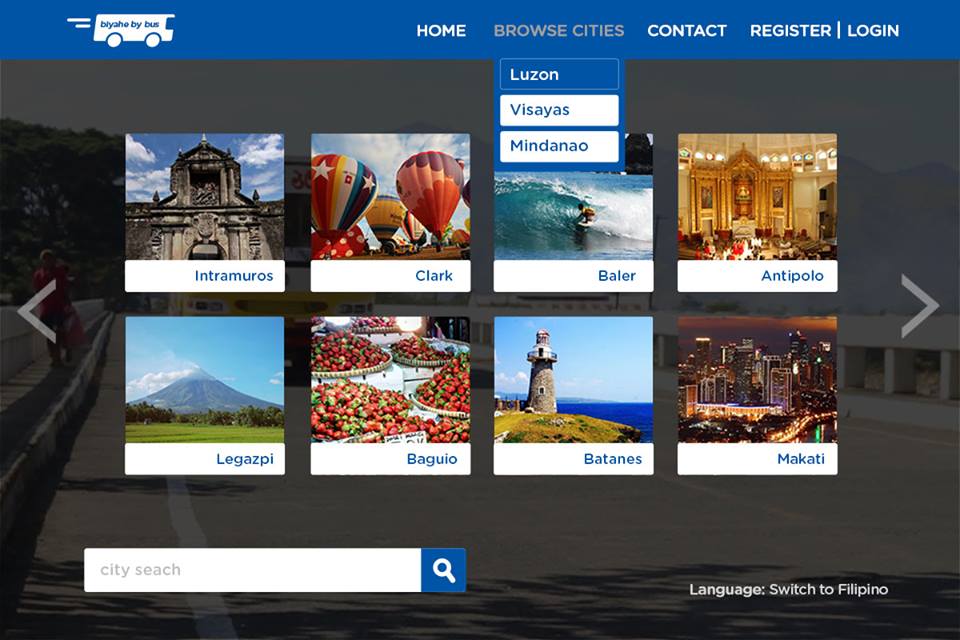 biyahe by bus
HOME
BROWSE CITIES
CONTACT
REGISTER | LOGIN
Luzon
Visayas
Mindanao
Intramuros
Clark
Baler
Antipolo
Legazpi
Baguio
Batanes
Makati
city seach
Language: Switch to Filipino